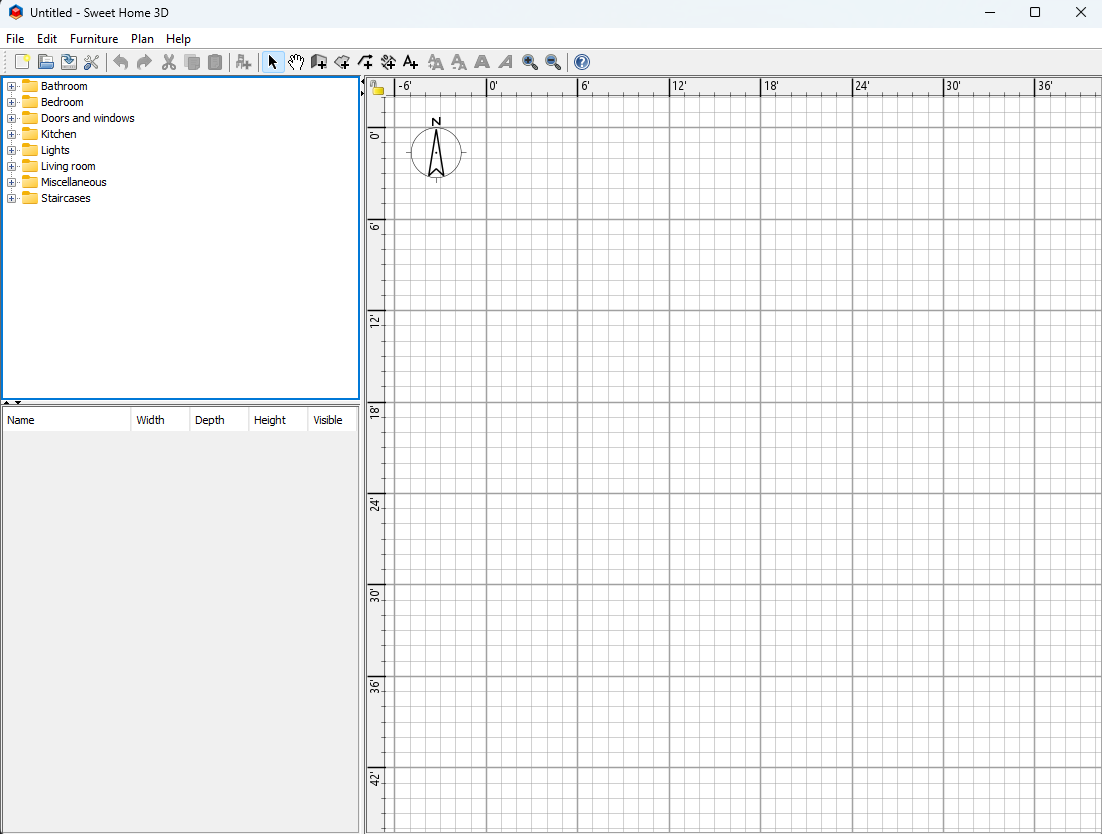 Untitled - Sweet Home 3D
File Edit Furniture Plan Help
Bathroom
Bedroom
Doors and windows
Kitchen
Lights
Living room
Miscellaneous
Staircases
Name Width Depth Height Visible
-6' 0' 6' 12' 18' 24' 30' 36'
N
0'
6'
12'
18'
24'
30'
36'
42'